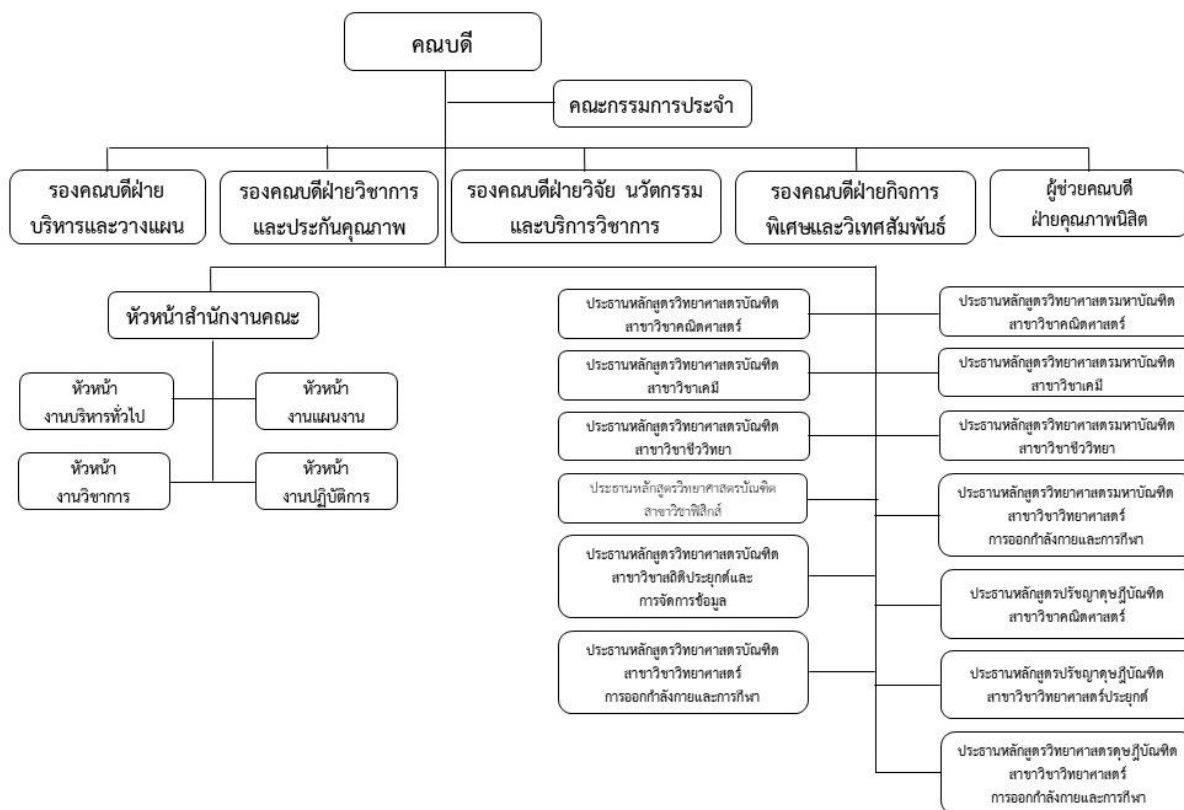 คณบดี
คณะกรรมการประจำ
รองคณบดีฝ่าย
บริหารและวางแผน
รองคณบดีฝ่ายวิชาการ
และประกันคุณภาพ
รองคณบดีฝ่ายวิจัย นวัตกรรม
และบริการวิชาการ
รองคณบดีฝ่ายกิจการ
พิเศษและวิเทศสัมพันธ์
ผู้ช่วยคณบดี
ฝ่ายคุณภาพนิสิต
หัวหน้าสำนักงานคณะ
หัวหน้า
งานบริหารทั่วไป
หัวหน้า
งานแผนงาน
หัวหน้า
งานวิชาการ
หัวหน้า
งานปฏิบัติการ
ประธานหลักสูตรวิทยาศาสตรบัณฑิต
สาขาวิชาคณิตศาสตร์
ประธานหลักสูตรวิทยาศาสตรบัณฑิต
สาขาวิชาเคมี
ประธานหลักสูตรวิทยาศาสตรบัณฑิต
สาขาวิชาชีววิทยา
ประธานหลักสูตรวิทยาศาสตรบัณฑิต
สาขาวิชาฟิสิกส์
ประธานหลักสูตรวิทยาศาสตรบัณฑิต
สาขาวิชาสถิติประยุกต์และ
การจัดการข้อมูล
ประธานหลักสูตรวิทยาศาสตรบัณฑิต
สาขาวิชาวิทยาศาสตร์
การออกกำลังกายและการกีฬา
ประธานหลักสูตรวิทยาศาสตรมหาบัณฑิต
สาขาวิชาคณิตศาสตร์
ประธานหลักสูตรวิทยาศาสตรมหาบัณฑิต
สาขาวิชาเคมี
ประธานหลักสูตรวิทยาศาสตรมหาบัณฑิต
สาขาวิชาชีววิทยา
ประธานหลักสูตรวิทยาศาสตรมหาบัณฑิต
สาขาวิชาวิทยาศาสตร์
การออกกำลังกายและการกีฬา
ประธานหลักสูตรปรัชญาดุษฎีบัณฑิต
สาขาวิชาคณิตศาสตร์
ประธานหลักสูตรปรัชญาดุษฎีบัณฑิต
สาขาวิชาวิทยาศาสตร์ประยุกต์
ประธานหลักสูตรวิทยาศาสตรดุษฎีบัณฑิต
สาขาวิชาวิทยาศาสตร์
การออกกำลังกายและการกีฬา